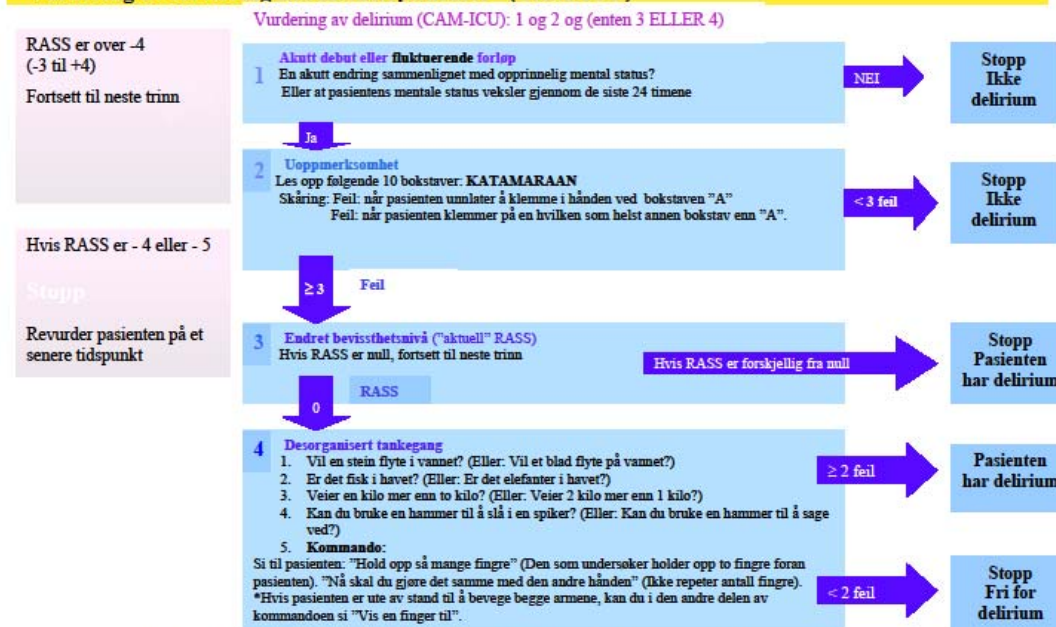 Vurdering av delirium (CAM-ICU): 1 og 2 og (enten 3 ELLER 4)
RASS er over -4
(-3 til +4)
Fortsett til neste trinn
Hvis RASS er - 4 eller - 5
Stopp
Revurder pasienten på et
senere tidspunkt
1
Akutt debut eller fluktuerende forløp
En akutt endring sammenlignet med opprinnelig mental status?
Eller at pasientens mentale status veksler gjennom de siste 24 timene
NEI
Stopp
Ikke
delirium
Ja
2
Uoppmerksomhet
Les opp følgende 10 bokstaver: KATAMARAAN
Skåring: Feil: når pasienten unnlater å klemme i hånden ved bokstaven ”A”
Feil: når pasienten klemmer på en hvilken som helst annen bokstav enn ”A”.
< 3 feil
Stopp
Ikke
delirium
≥ 3
Feil
3
Endret bevissthetsnivå (”aktuell” RASS)
Hvis RASS er null, fortsett til neste trinn
Hvis RASS er forskjellig fra null
Stopp
Pasienten
har delirium
0
RASS
4
Desorganisert tankegang
1. Vil en stein flyte i vannet? (Eller: Vil et blad flyte på vannet?)
2. Er det fisk i havet? (Eller: Er det elefanter i havet?)
3. Veier en kilo mer enn to kilo? (Eller: Veier 2 kilo mer enn 1 kilo?)
4. Kan du bruke en hammer til å slå i en spiker? (Eller: Kan du bruke en hammer til å sage
ved?)
5. Kommando:
Si til pasienten: ”Hold opp så mange fingre” (Den som undersøker holder opp to fingre foran
pasienten). ”Nå skal du gjøre det samme med den andre hånden” (Ikke repeter antall fingre).
*Hvis pasienten er ute av stand til å bevege begge armene, kan du i den andre delen av
kommandoen si ”Vis en finger til”.
≥ 2 feil
Pasienten
har delirium
< 2 feil
Stopp
Fri for
delirium